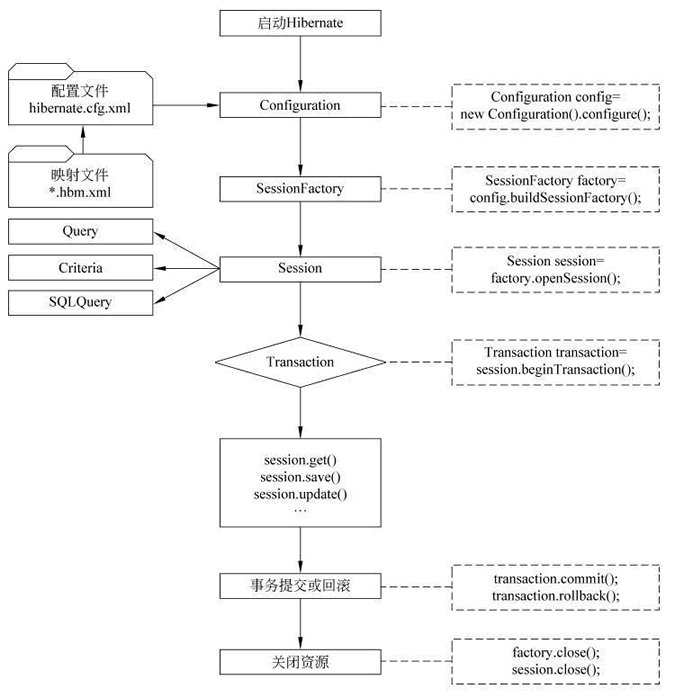 启动Hibernate
配置文件
hibernate.cfg.xml
Configuration
Configuration config=
new Configuration().configure();
映射文件
*.hbm.xml
SessionFactory
SessionFactory factory=
config.buildSessionFactory();
Query
Criteria
SQLQuery
Session
Session session=
factory.openSession();
Transaction
Transaction transaction=
session.beginTransaction();
session.get()
session.save()
session.update()
…
事务提交或回滚
transaction.commit();
transaction.rollback();
关闭资源
factory.close();
session.close();